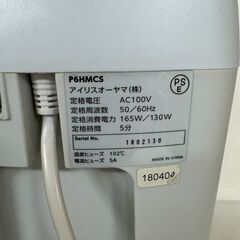 P6HMCS
アイリスオーヤマ(株)
定格電圧 AC100V
定格周波数 50/60Hz
定格消費電力 165W/130W
定格時間 5分
Serial No. 1802130
温度ヒューズ 102℃
電流ヒューズ 5A
MADE IN CHINA
PS
E
180404